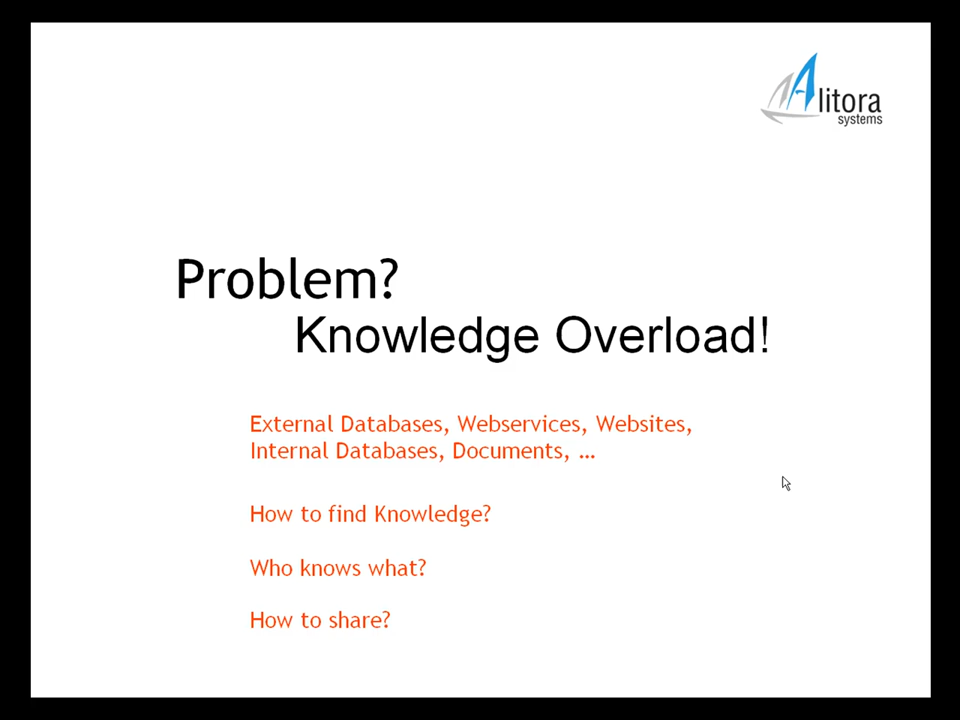 Alitora
systems
Problem?
Knowledge Overload!
External Databases, Webservices, Websites,
Internal Databases, Documents, …
How to find Knowledge?
Who knows what?
How to share?